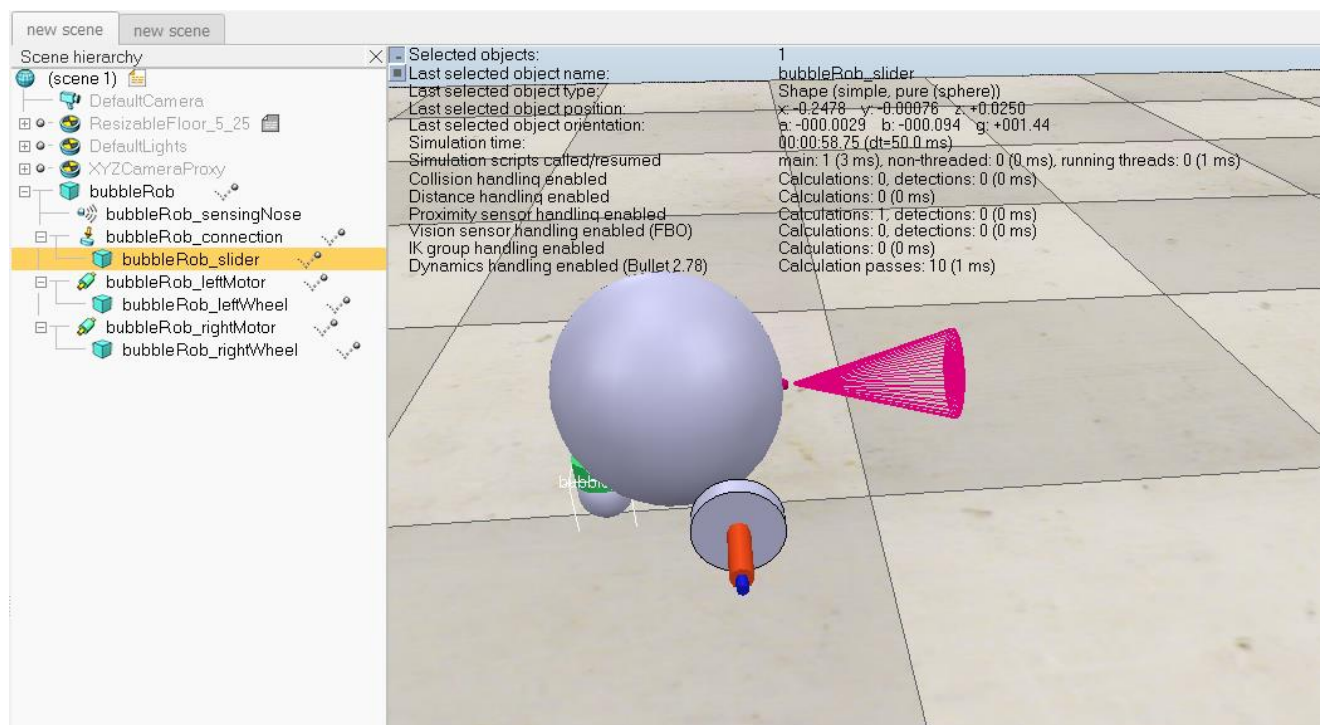 new scene
new scene
Scene hierarchy
(scene 1)
DefaultCamera
ResizableFloor_5_25
DefaultLights
XYZCameraProxy
bubbleRob
bubbleRob_sensingNose
bubbleRob_connection
bubbleRob_slider
bubbleRob_leftMotor
bubbleRob_leftWheel
bubbleRob_rightMotor
bubbleRob_rightWheel
Selected objects: 1
Last selected object name: bubbleRob_slider
Last selected object type: Shape (simple, pure (sphere))
Last selected object position: x: -0.2478 y: -0.00076 z: +0.0250
Last selected object orientation: a: -000.0029 b: -000.094 g: +001.44
Simulation time: 00:00:58.75 (dt=50.0 ms)
Simulation scripts called/resumed main: 1 (3 ms), non-threaded: 0 (0 ms), running threads: 0 (1 ms)
Collision handling enabled Calculations: 0, detections: 0 (0 ms)
Distance handling enabled Calculations: 0 (0 ms)
Proximity sensor handling enabled Calculations: 1, detections: 0 (0 ms)
Vision sensor handling enabled (FBO) Calculations: 0, detections: 0 (0 ms)
IK group handling enabled Calculations: 0 (0 ms)
Dynamics handling enabled (Bullet 2.78) Calculation passes: 10 (1 ms)